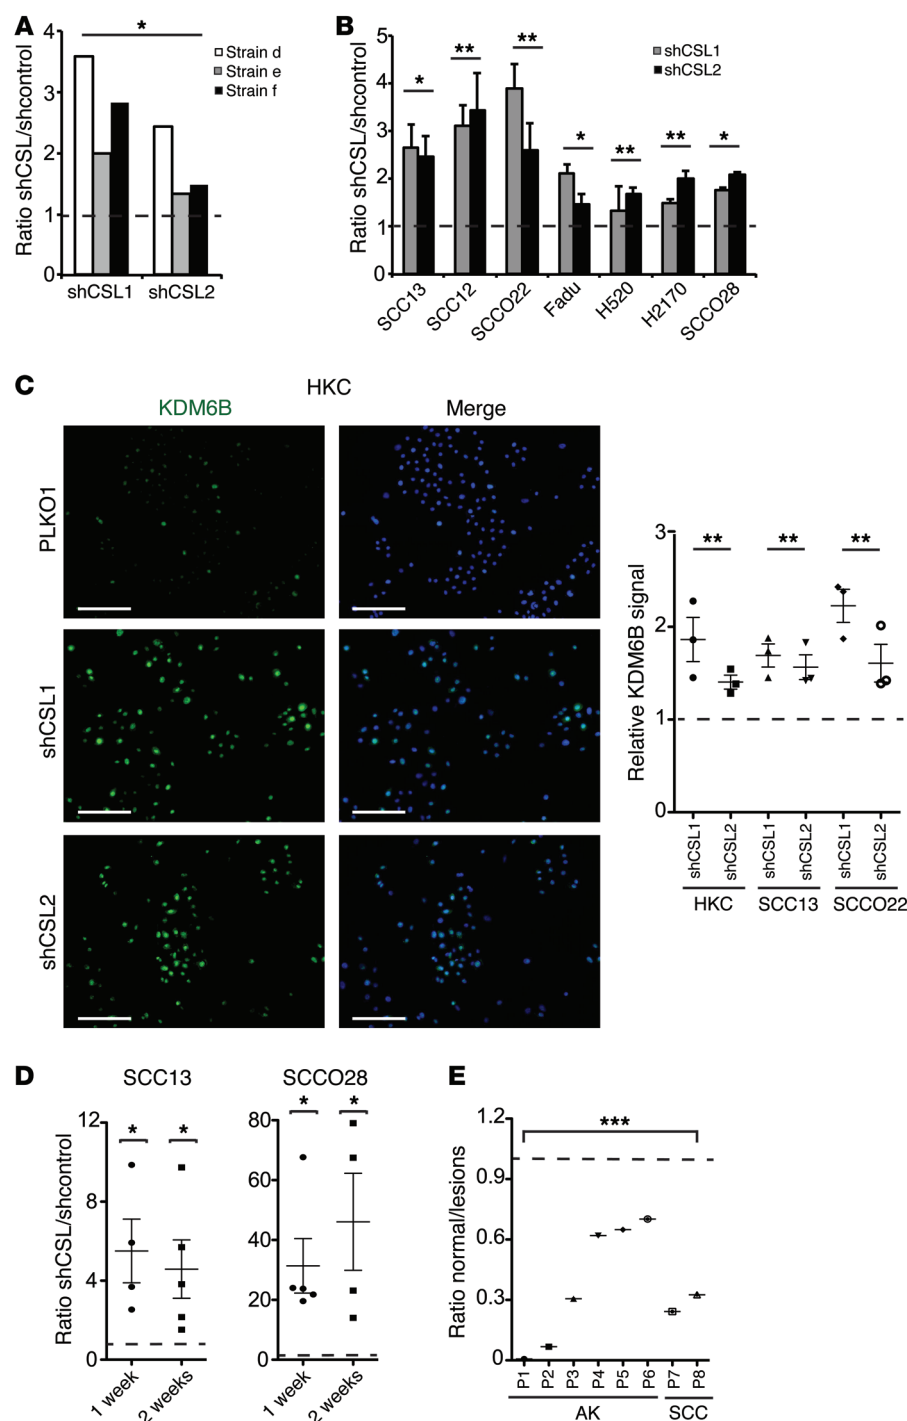 A
Ratio shCSL/shcontrol
4
3
2
1
0
*
Strain d
Strain e
Strain f
shCSL1
shCSL2
B
Ratio shCSL/shcontrol
5
4
3
2
1
0
* ** ** * ** ** *
shCSL1
shCSL2
SCC13
SCC12
SCCO22
Fadu
H520
H2170
SCCO28
C
HKC
KDM6B
Merge
PLKO1
shCSL1
shCSL2
Relative KDM6B signal
3
2
1
0
** ** **
shCSL1
shCSL2
shCSL1
shCSL2
shCSL1
shCSL2
HKC
SCC13
SCCO22
D
SCC13
Ratio shCSL/shcontrol
12
8
4
0
* *
1 week
2 weeks
SCCO28
80
60
40
20
0
* *
1 week
2 weeks
E
Ratio normal/lesions
1.2
0.9
0.6
0.3
0
***
P1
P2
P3
P4
P5
P6
P7
P8
AK
SCC